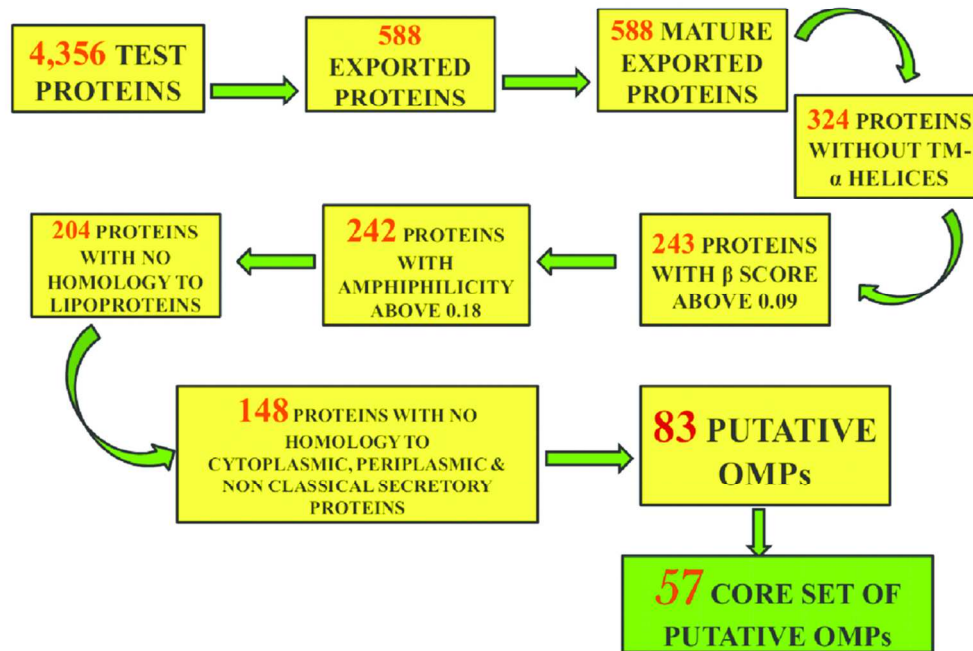 4,356 TEST
PROTEINS
588
EXPORTED
PROTEINS
588 MATURE
EXPORTED
PROTEINS
324 PROTEINS
WITHOUT TM-
α HELICES
243 PROTEINS
WITH β SCORE
ABOVE 0.09
242 PROTEINS
WITH
AMPHIPHILICITY
ABOVE 0.18
204 PROTEINS
WITH NO
HOMOLOGY TO
LIPOPROTEINS
148 PROTEINS WITH NO
HOMOLOGY TO
CYTOPLASMIC, PERIPLASMIC &
NON CLASSICAL SECRETORY
PROTEINS
83 PUTATIVE
OMPs
57 CORE SET OF
PUTATIVE OMPs